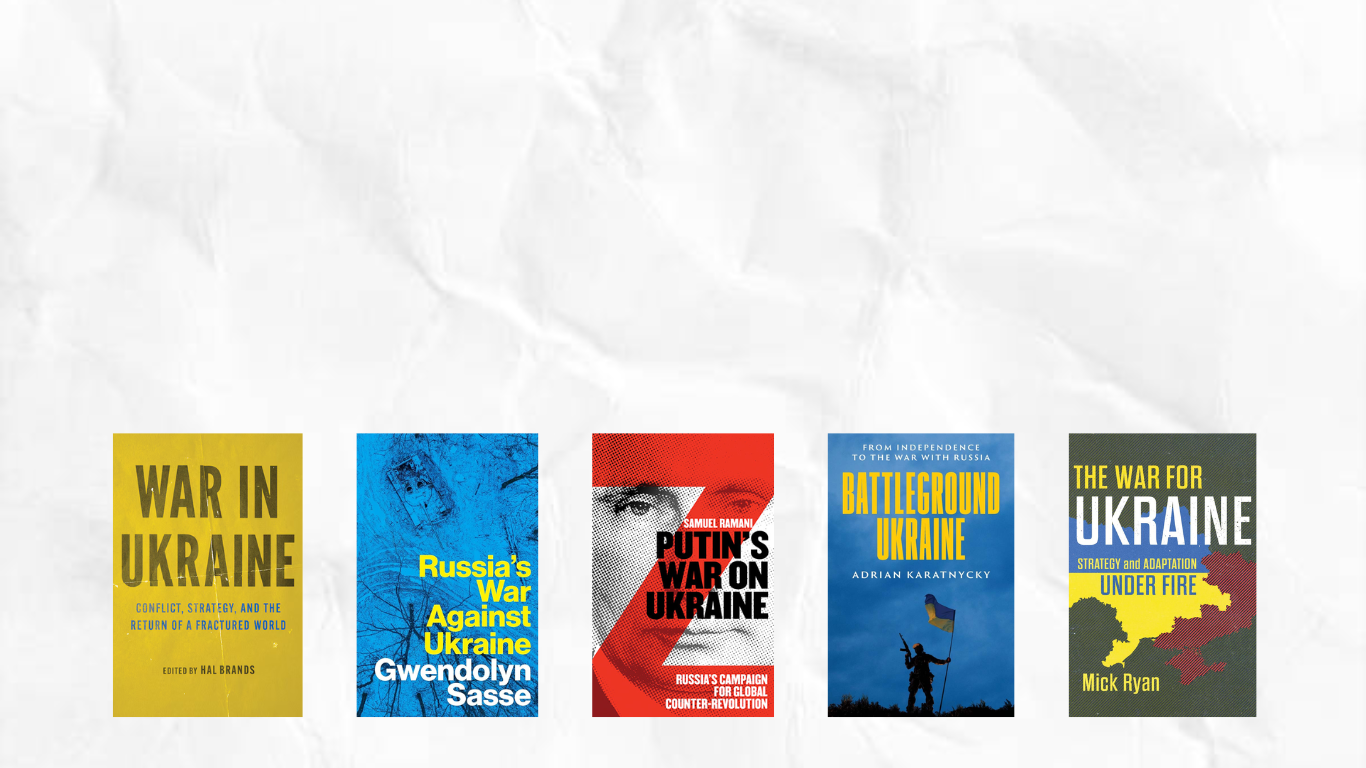 WAR IN
UKRAINE
CONFLICT, STRATEGY, AND THE
RETURN OF A FRACTURED WORLD
EDITED BY HAL BRANDS
Russia's
War
Against
Ukraine
Gwendolyn
Sasse
SAMUEL RAMANI
PUTIN'S
WAR ON
UKRAINE
RUSSIA'S CAMPAIGN
FOR GLOBAL
COUNTER-REVOLUTION
FROM INDEPENDENCE
TO THE WAR WITH RUSSIA
BATTLEGROUND
UKRAINE
ADRIAN KARATNYCKY
THE WAR FOR
UKRAINE
STRATEGY and ADAPTATION
UNDER FIRE
Mick Ryan